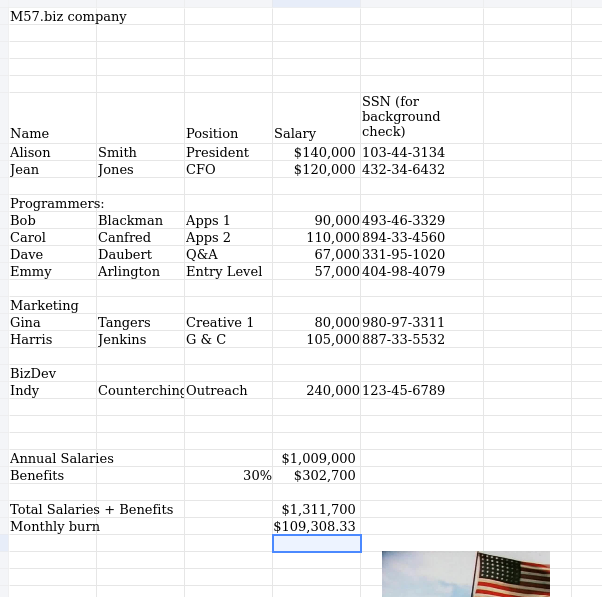 M57.biz company
SSN (for
background
Name Position Salary check)
Alison Smith President $140,000 103-44-3134
Jean Jones CFO $120,000 432-34-6432
Programmers:
Bob Blackman Apps 1 90,000 493-46-3329
Carol Canfred Apps 2 110,000 894-33-4560
Dave Daubert Q&A 67,000 331-95-1020
Emmy Arlington Entry Level 57,000 404-98-4079
Marketing
Gina Tangers Creative 1 80,000 980-97-3311
Harris Jenkins G & C 105,000 887-33-5532
BizDev
Indy Counterching Outreach 240,000 123-45-6789
Annual Salaries $1,009,000
Benefits 30% $302,700
Total Salaries + Benefits $1,311,700
Monthly burn $109,308.33